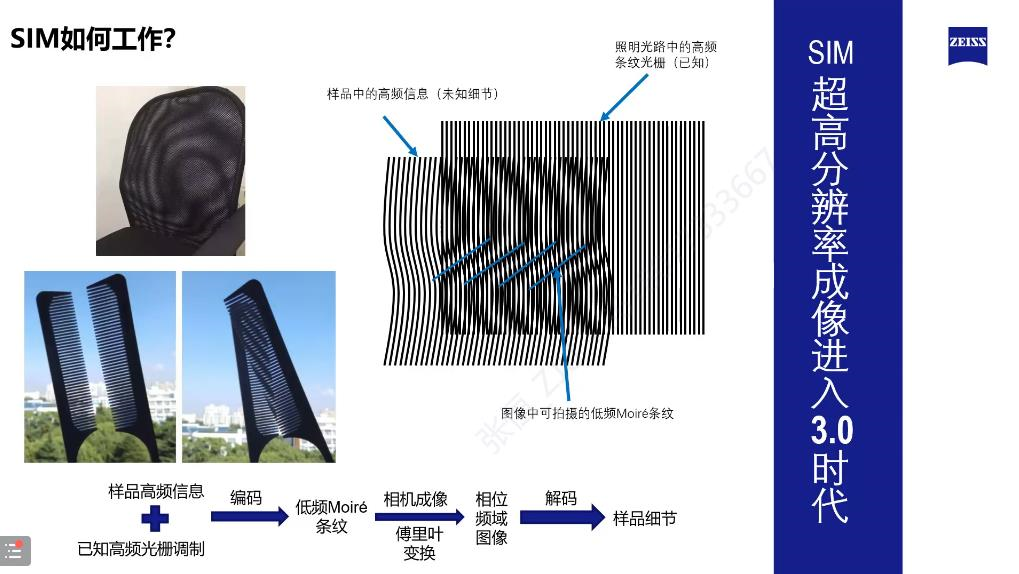 SIM如何工作?
照明光路中的高频
条纹光栅（已知）
样品中的高频信息（未知细节）
图像中可拍摄的低频Moiré条纹
样品高频信息
已知高频光栅调制
编码
低频Moiré
条纹
相机成像
傅里叶
变换
相位
频域
图像
解码
样品细节
ZEISS
SIM
超高分辨率成像进入3.0时代